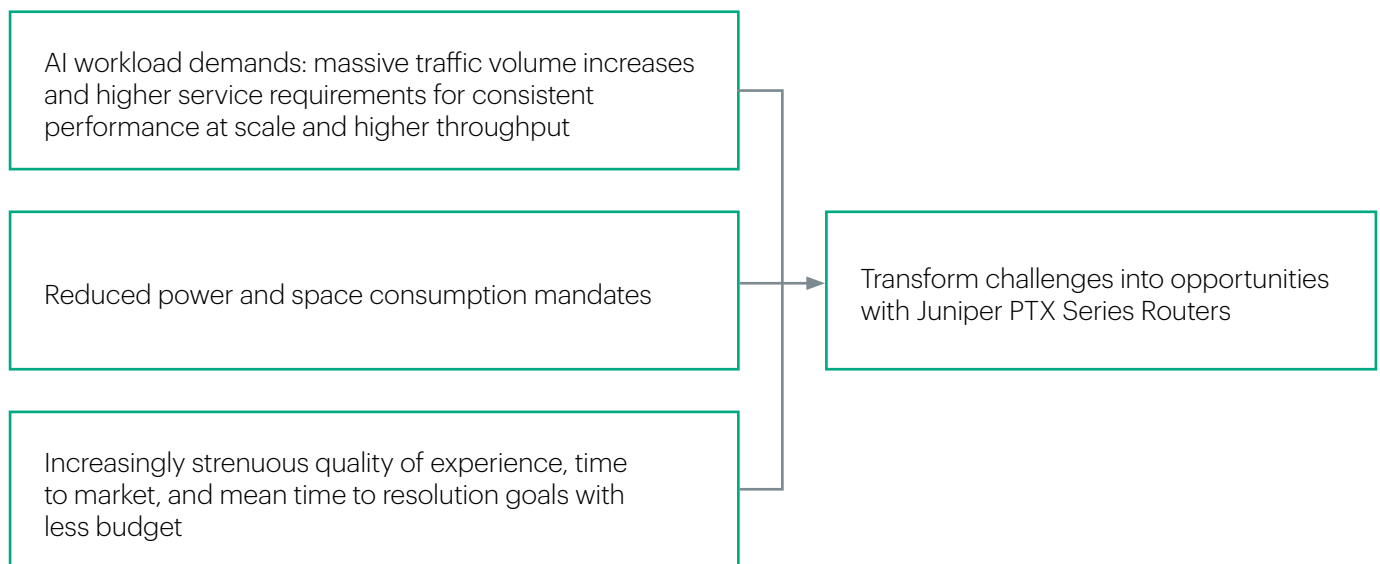 AI workload demands: massive traffic volume increases
and higher service requirements for consistent
performance at scale and higher throughput
Reduced power and space consumption mandates
Increasingly strenuous quality of experience, time
to market, and mean time to resolution goals with
less budget
Transform challenges into opportunities
with Juniper PTX Series Routers